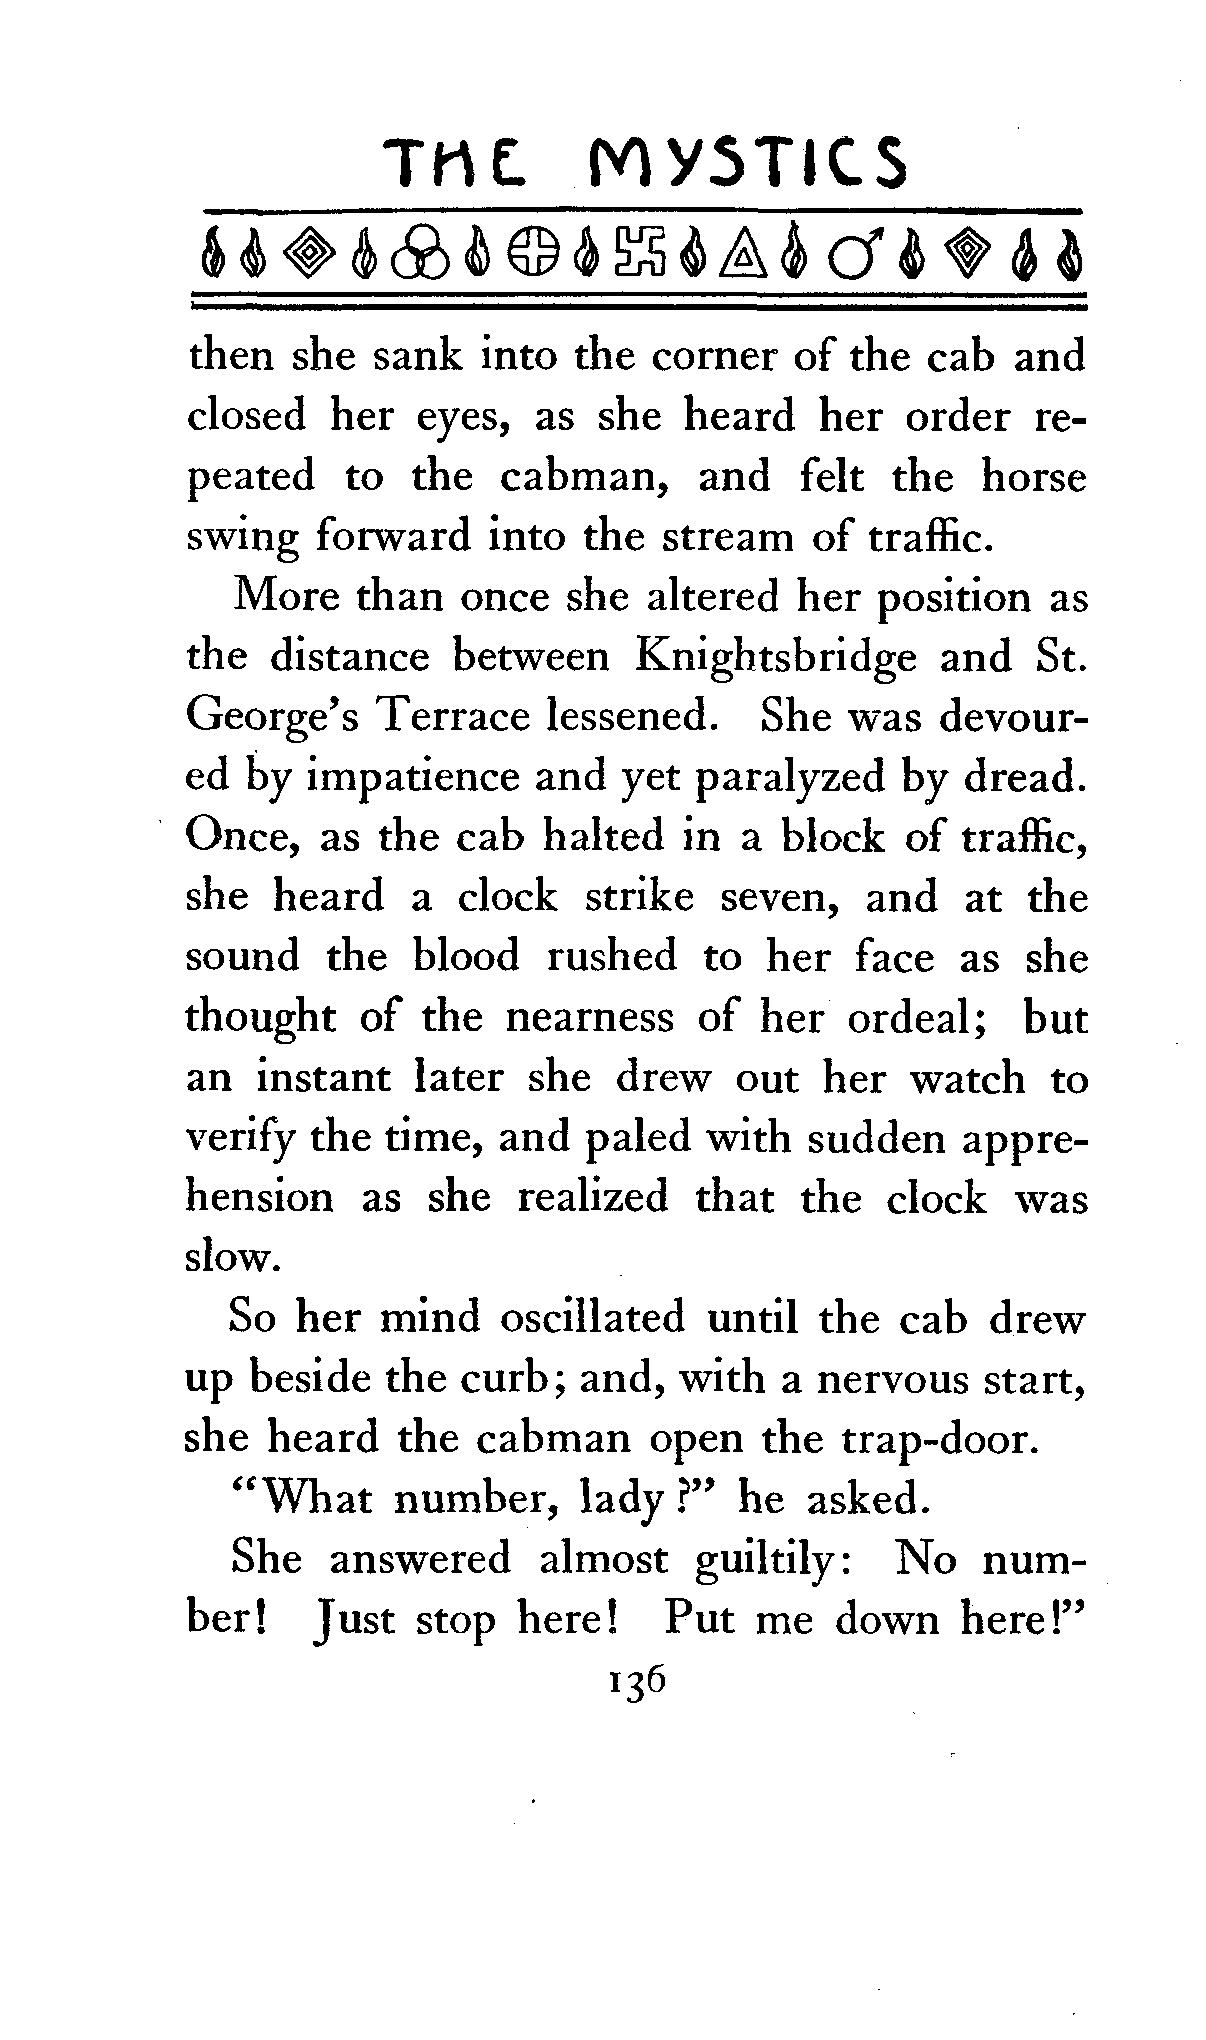 THE MYSTICS
then she sank into the corner of the cab and
closed her eyes, as she heard her order re-
peated to the cabman, and felt the horse
swing forward into the stream of traffic.
More than once she altered her position as
the distance between Knightsbridge and St.
George's Terrace lessened. She was devour-
ed by impatience and yet paralyzed by dread.
Once, as the cab halted in a block of traffic,
she heard a clock strike seven, and at the
sound the blood rushed to her face as she
thought of the nearness of her ordeal; but
an instant later she drew out her watch to
verify the time, and paled with sudden appre-
hension as she realized that the clock was
slow.
So her mind oscillated until the cab drew
up beside the curb; and, with a nervous start,
she heard the cabman open the trap-door.
"What number, lady?" he asked.
She answered almost guiltily: No num-
ber! Just stop here! Put me down here!"
136